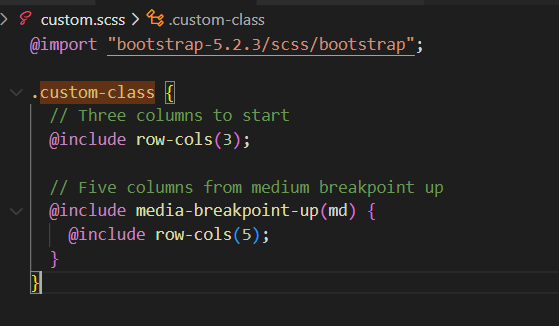 custom.scss > .custom-class
@import "bootstrap-5.2.3/scss/bootstrap";
.custom-class {
// Three columns to start
@include row-cols(3);
// Five columns from medium breakpoint up
@include media-breakpoint-up(md) {
@include row-cols(5);
}
}